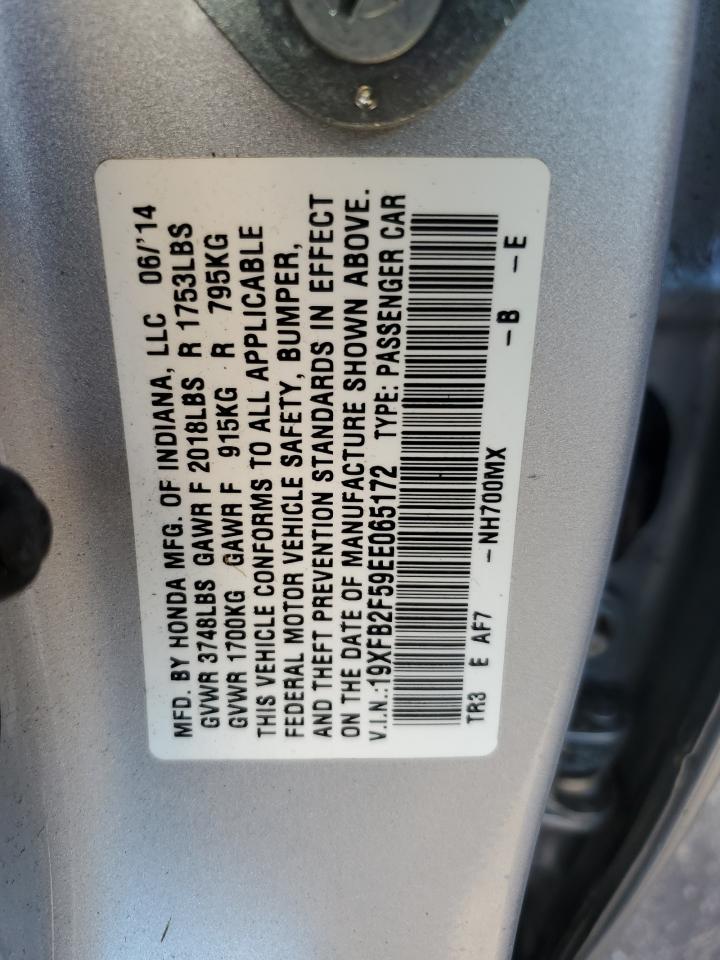 MFD. BY HONDA MFG. OF INDIANA, LLC 06/'14
GVWR 3748LBS GAWR F 2018LBS R 1753LBS
GVWR 1700KG GAWR F 915KG R 795KG
THIS VEHICLE CONFORMS TO ALL APPLICABLE
FEDERAL MOTOR VEHICLE SAFETY, BUMPER,
AND THEFT PREVENTION STANDARDS IN EFFECT
ON THE DATE OF MANUFACTURE SHOWN ABOVE.
V.I.N.:19XFB2F59EE065172 TYPE: PASSENGER CAR
TR3 E AF7 -NH700MX -B -E